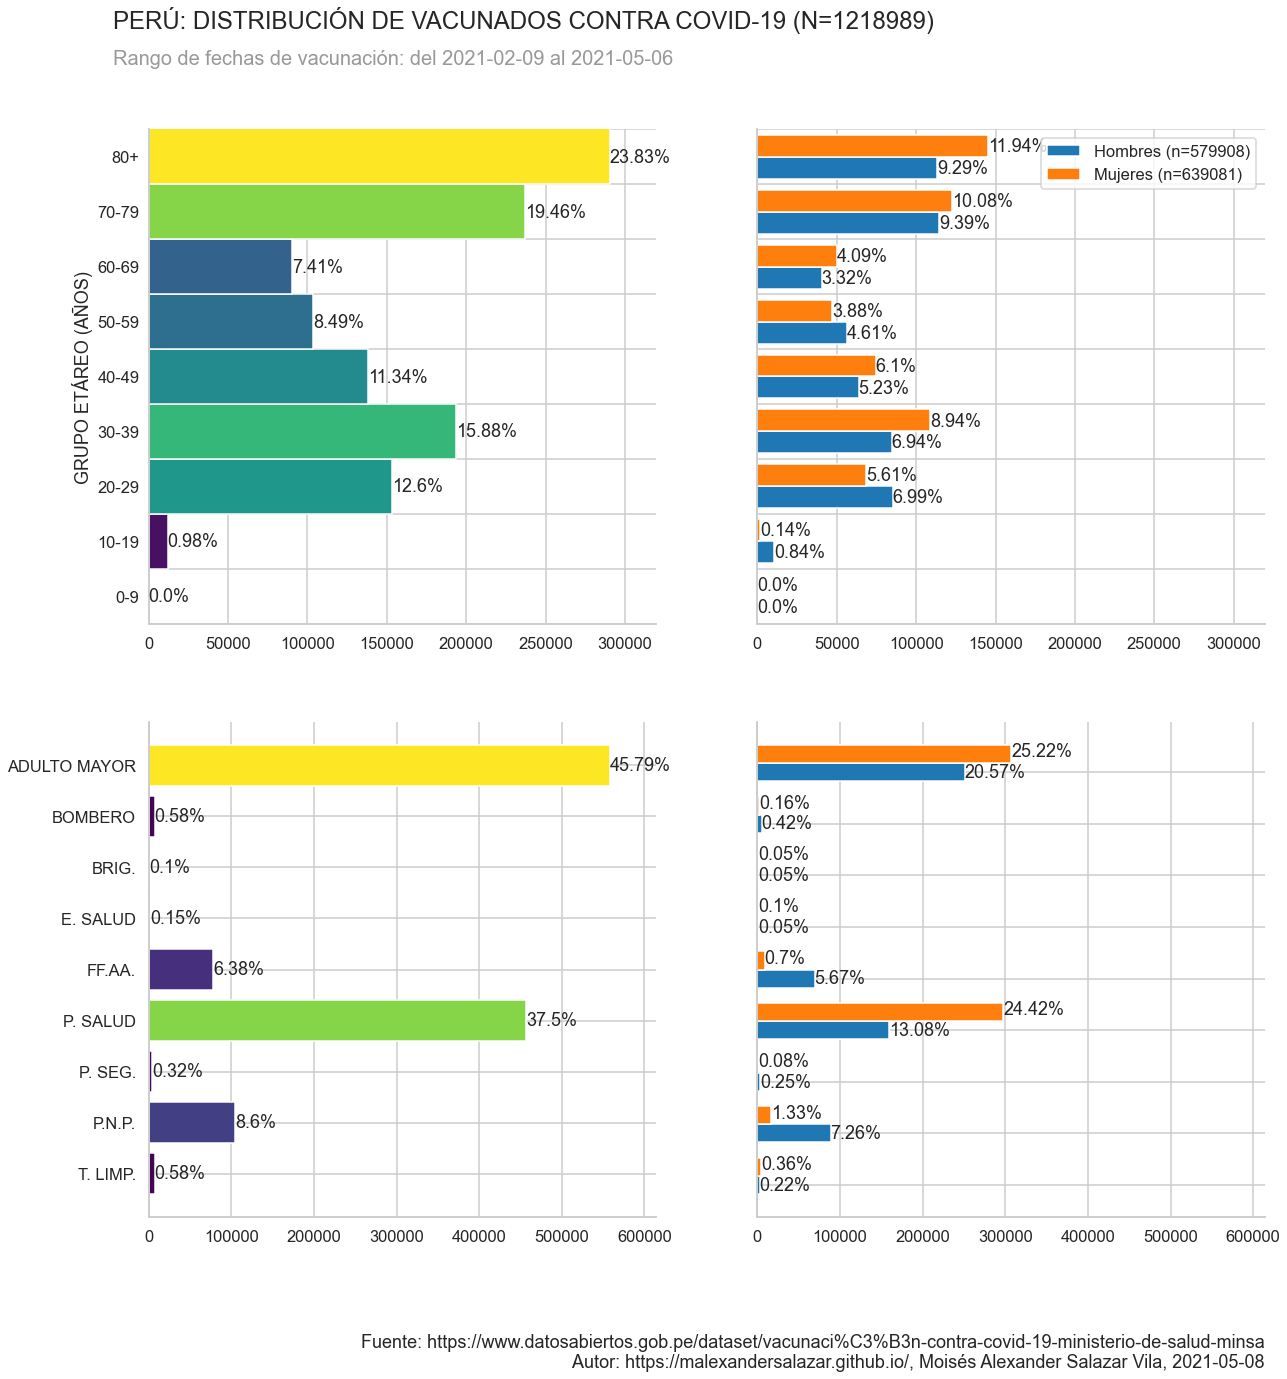 PERÚ: DISTRIBUCIÓN DE VACUNADOS CONTRA COVID-19 (N=1218989)
Rango de fechas de vacunación: del 2021-02-09 al 2021-05-06
GRUPO ETÁREO (AÑOS)
80+ 23.83%
70-79 19.46%
60-69 7.41%
50-59 8.49%
40-49 11.34%
30-39 15.88%
20-29 12.6%
10-19 0.98%
0-9 0.0%
0 50000 100000 150000 200000 250000 300000
Hombres (n=579908)
Mujeres (n=639081)
11.94%
9.29%
10.08%
9.39%
4.09%
3.32%
3.88%
4.61%
6.1%
5.23%
8.94%
6.94%
5.61%
6.99%
0.14%
0.84%
0.0%
0.0%
0 50000 100000 150000 200000 250000 300000
ADULTO MAYOR 45.79%
BOMBERO 0.58%
BRIG. 0.1%
E. SALUD 0.15%
FF.AA. 6.38%
P. SALUD 37.5%
P. SEG. 0.32%
P.N.P. 8.6%
T. LIMP. 0.58%
0 100000 200000 300000 400000 500000 600000
25.22%
20.57%
0.16%
0.42%
0.05%
0.05%
0.1%
0.05%
0.7%
5.67%
24.42%
13.08%
0.08%
0.25%
1.33%
7.26%
0.36%
0.22%
0 100000 200000 300000 400000 500000 600000
Fuente: https://www.datosabiertos.gob.pe/dataset/vacunaci%C3%B3n-contra-covid-19-ministerio-de-salud-minsa
Autor: https://malexandersalazar.github.io/, Moisés Alexander Salazar Vila, 2021-05-08